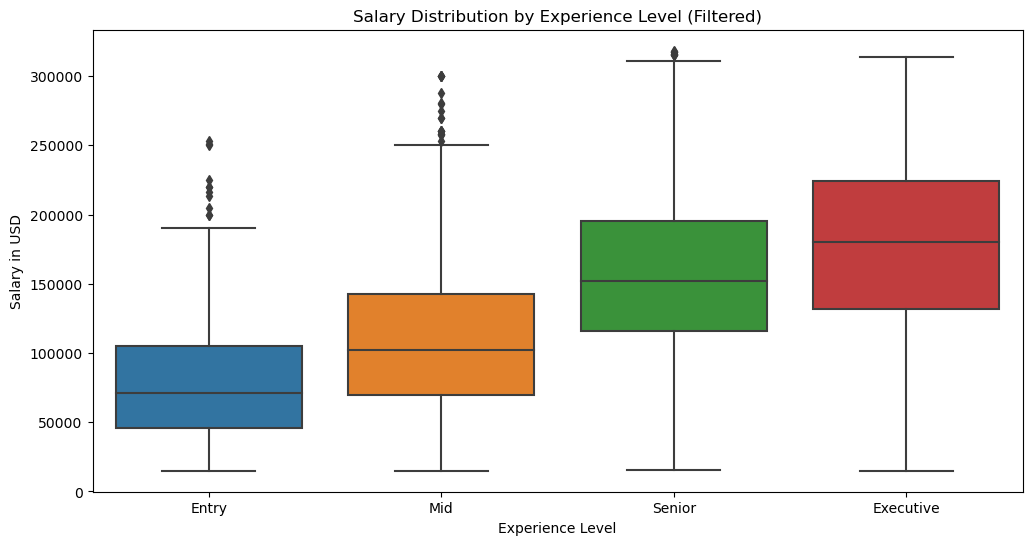 Salary Distribution by Experience Level (Filtered)
300000
250000
200000
150000
100000
50000
0
Salary in USD
Entry Mid Senior Executive
Experience Level